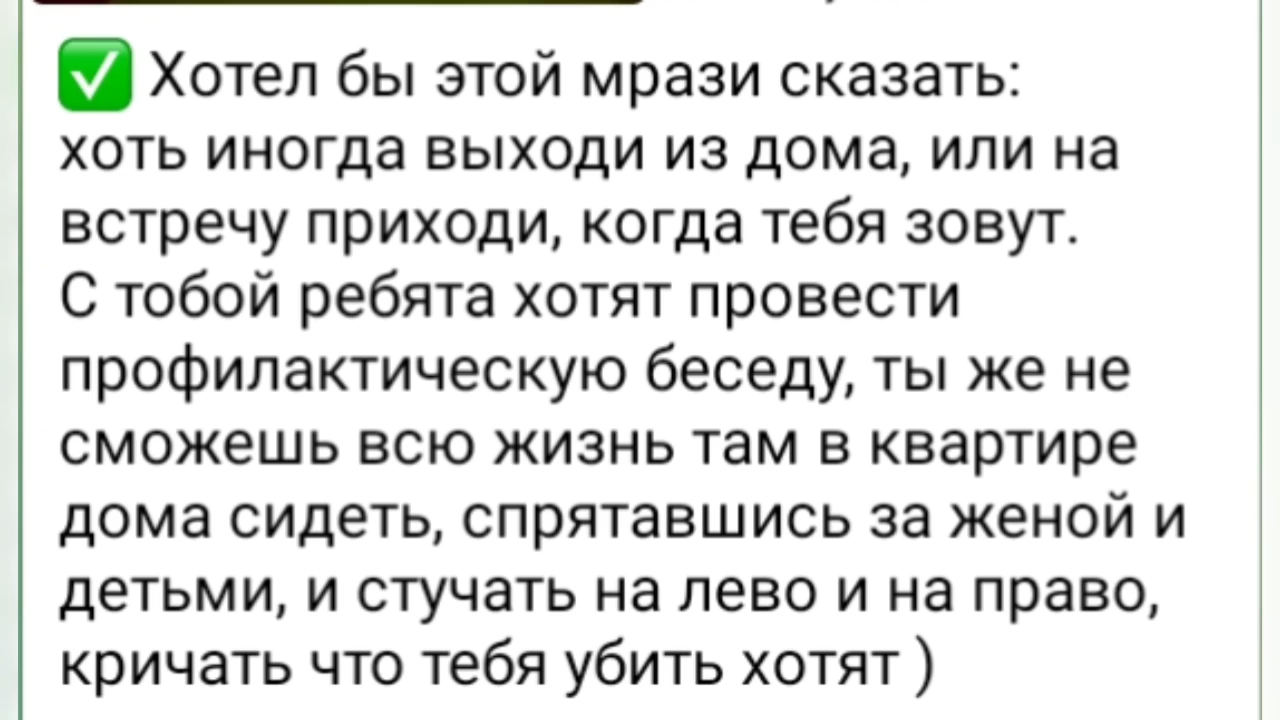 ✅ Хотел бы этой мрази сказать:
хоть иногда выходи из дома, или на
встречу приходи, когда тебя зовут.
С тобой ребята хотят провести
профилактическую беседу, ты же не
сможешь всю жизнь там в квартире
дома сидеть, спрятавшись за женой и
детьми, и стучать на лево и на право,
кричать что тебя убить хотят )